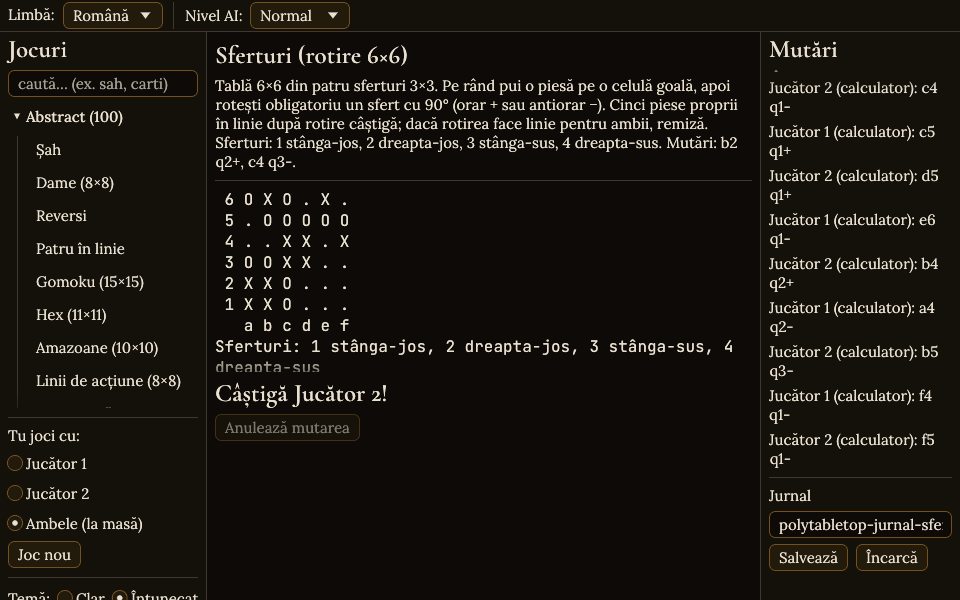 Limbă:
Română
Nivel AI:
Normal
Jocuri
caută... (ex. sah, carti)
Abstract (100)
Șah
Dame (8×8)
Reversi
Patru în linie
Gomoku (15×15)
Hex (11×11)
Amazoane (10×10)
Linii de acțiune (8×8)
Tu joci cu:
Jucător 1
Jucător 2
Ambele (la masă)
Joc nou
Temă:
Clar
Întunecat
Sferturi (rotire 6×6)
Tablă 6×6 din patru sferturi 3×3. Pe rând pui o piesă pe o celulă goală, apoi
rotești obligatoriu un sfert cu 90° (orar + sau antiorar −). Cinci piese proprii
în linie după rotire câștigă; dacă rotirea face linie pentru ambii, remiză.
Sferturi: 1 stânga-jos, 2 dreapta-jos, 3 stânga-sus, 4 dreapta-sus. Mutări: b2
q2+, c4 q3-.
6 O X O . X .
5 . O O O O O
4 . . X X . X
3 O O X X . .
2 X X O . . .
1 X X O . . .
a b c d e f
Sferturi: 1 stânga-jos, 2 dreapta-jos, 3 stânga-sus, 4
dreapta-sus
Câștigă Jucător 2!
Anulează mutarea
Mutări
Jucător 2 (calculator): c4
q1-
Jucător 1 (calculator): c5
q1+
Jucător 2 (calculator): d5
q1+
Jucător 1 (calculator): e6
q1-
Jucător 2 (calculator): b4
q2+
Jucător 1 (calculator): a4
q2-
Jucător 2 (calculator): b5
q3-
Jucător 1 (calculator): f4
q1-
Jucător 2 (calculator): f5
q1-
Jurnal
polytabletop-jurnal-sfe
Salvează
Încarcă